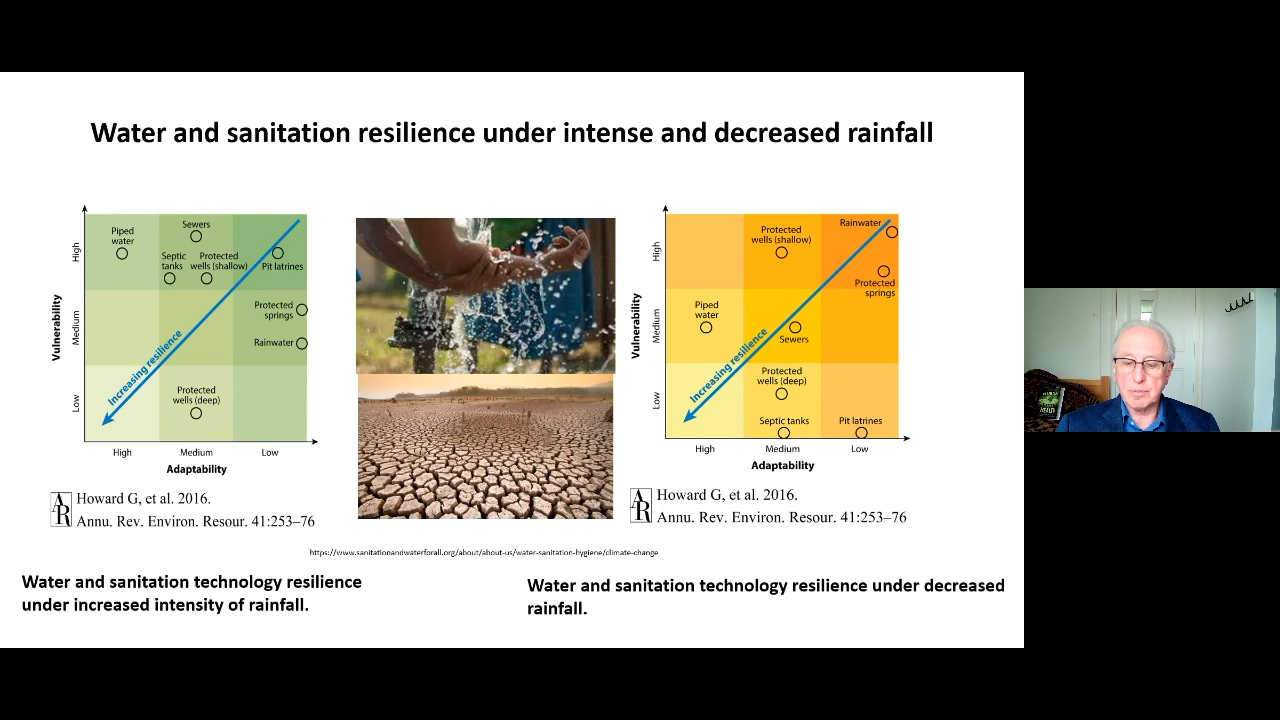 Water and sanitation resilience under intense and decreased rainfall
Vulnerability
High
Medium
Low
Piped
water
Sewers
Septic
tanks
Protected
wells (shallow)
Pit latrines
Protected
springs
Rainwater
Increasing resilience
Protected
wells (deep)
High
Medium
Low
Adaptability
AR
Howard G, et al. 2016.
Annu. Rev. Environ. Resour. 41:253–76
Vulnerability
High
Medium
Low
Rainwater
Protected
wells (shallow)
Protected
springs
Piped
water
Sewers
Increasing resilience
Protected
wells (deep)
Septic tanks
Pit latrines
High
Medium
Low
Adaptability
AR
Howard G, et al. 2016.
Annu. Rev. Environ. Resour. 41:253–76
https://www.sanitationandwaterforall.org/about/about-us/water-sanitation-hygiene/climate-change
Water and sanitation technology resilience
under increased intensity of rainfall.
Water and sanitation technology resilience under decreased
rainfall.